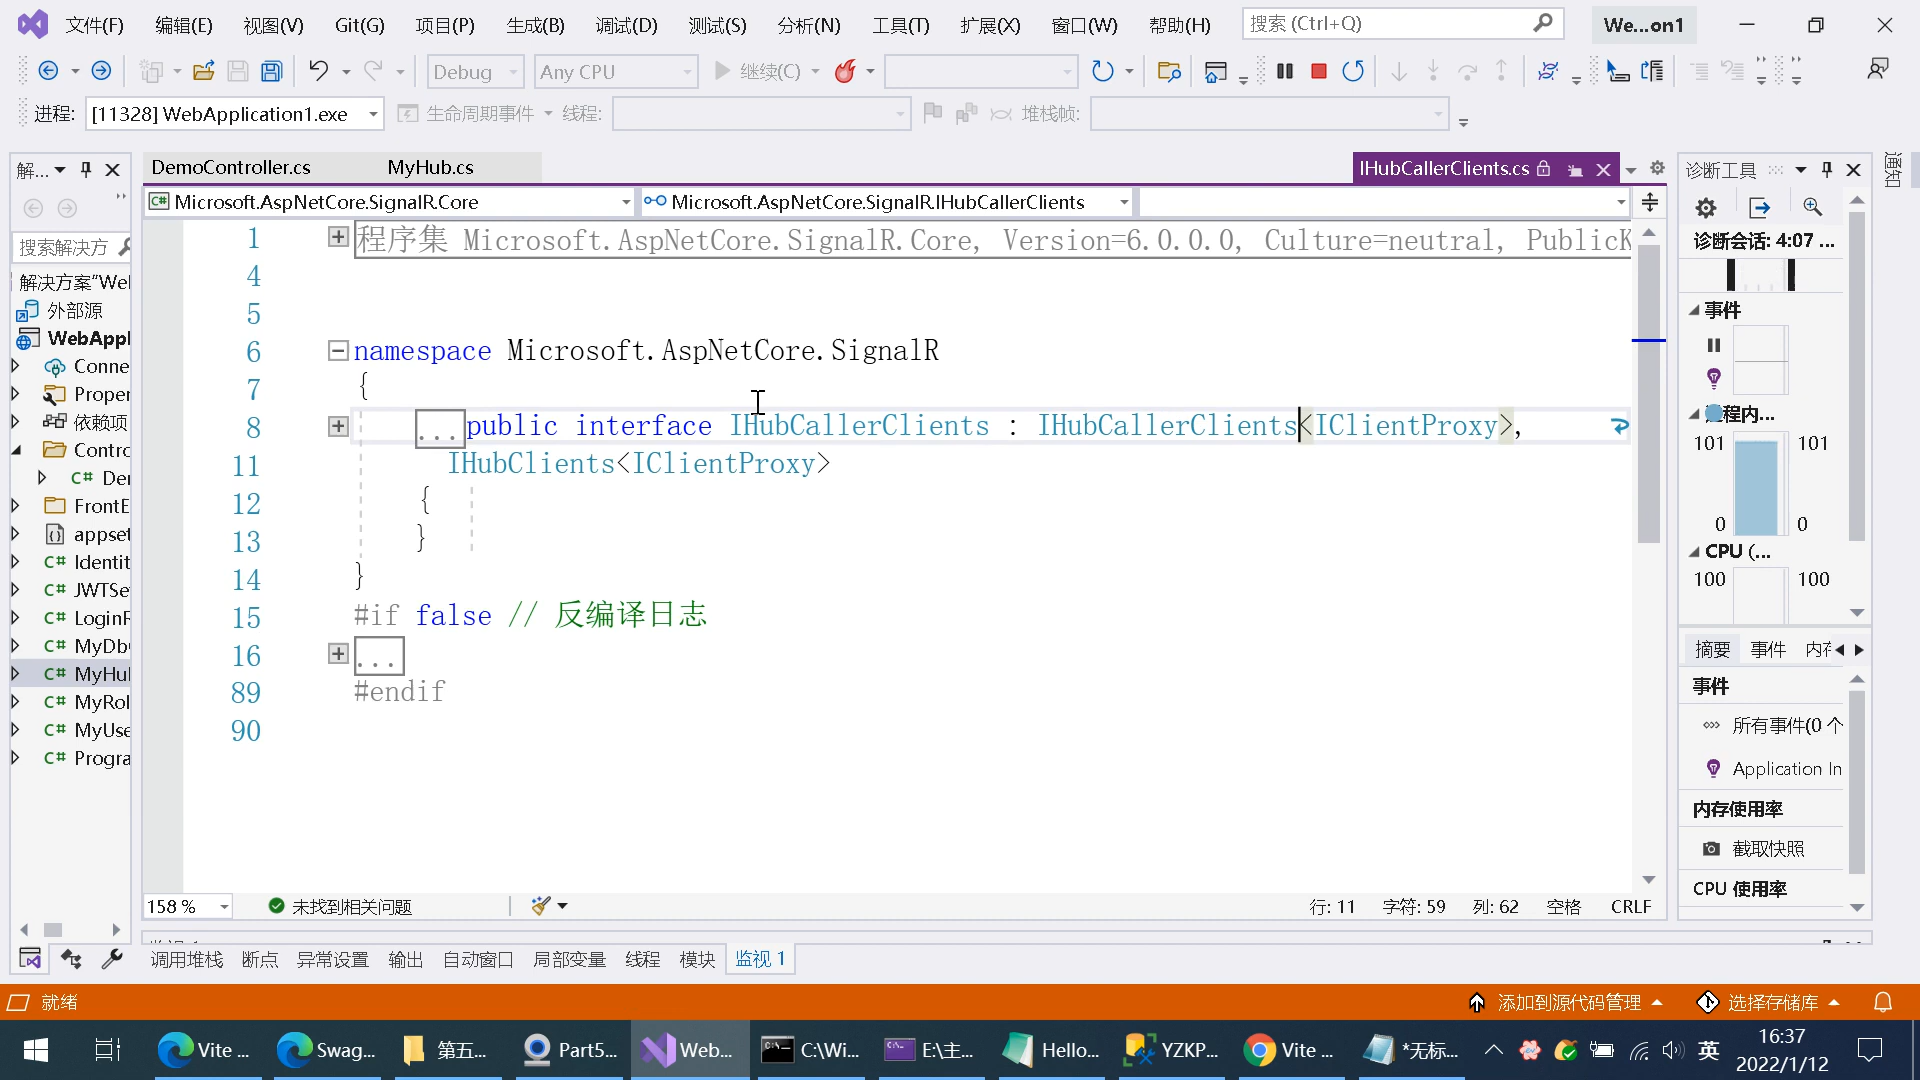 文件(F) 编辑(E) 视图(V) Git(G) 项目(P) 生成(B) 调试(D) 测试(S) 分析(N) 工具(T) 扩展(X) 窗口(W) 帮助(H) 搜索 (Ctrl+Q) We...on1
Debug Any CPU 继续(C)
进程: [11328] WebApplication1.exe 生命周期事件 线程: 堆栈帧:
解... DemoController.cs MyHub.cs IHubCallerClients.cs 诊断工具 通知
Microsoft.AspNetCore.SignalR.Core Microsoft.AspNetCore.SignalR.IHubCallerClients
搜索解决方
解决方案"We
外部源
WebAppl
Conne
Proper
依赖项
Contro
C# Der
FrontE
appset
C# Identit
C# JWTSe
C# LoginR
C# MyDb
C# MyHu
C# MyRol
C# MyUse
C# Progra
1 程序集 Microsoft.AspNetCore.SignalR.Core, Version=6.0.0.0, Culture=neutral, PublicK
4
5
6 namespace Microsoft.AspNetCore.SignalR
7 {
8 ...public interface IHubCallerClients : IHubCallerClients<IClientProxy>,
11 IHubClients<IClientProxy>
12 {
13 }
14 }
15 #if false // 反编译日志
16 ...
89 #endif
90
诊断会话: 4:07 ...
事件
程内...
101 101
0 0
CPU (...
100 100
摘要 事件 内存
事件
所有事件(0 个
Application In
内存使用率
截取快照
CPU 使用率
158 % 未找到相关问题 行: 11 字符: 59 列: 62 空格 CRLF
调用堆栈 断点 异常设置 输出 自动窗口 局部变量 线程 模块 监视 1
就绪 添加到源代码管理 选择存储库
Vite ... Swag... 第五... Part5... Web... C:\Wi... E:\主... Hello... YZKP... Vite ... *无标... 英 16:37
2022/1/12